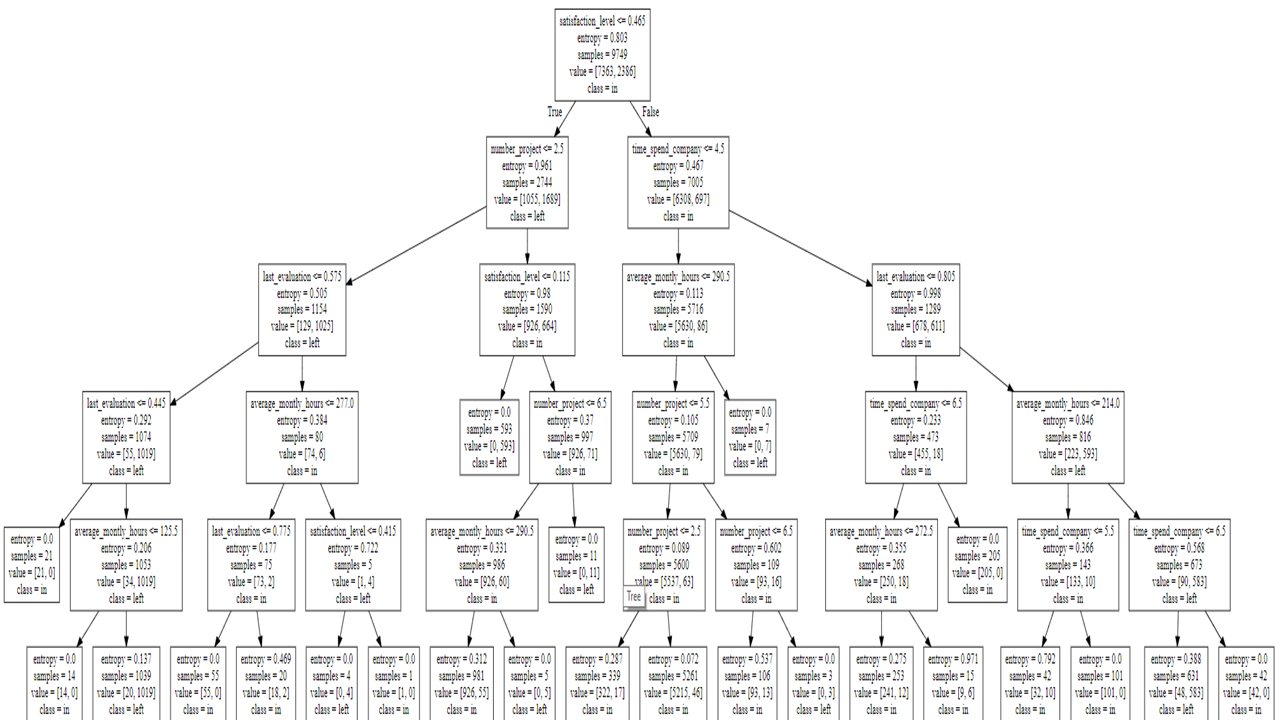 satisfaction_level <= 0.465
entropy = 0.803
samples = 9749
value = [7363, 2386]
class = in
True
False
number_project <= 2.5
entropy = 0.961
samples = 2744
value = [1055, 1689]
class = left
time_spend_company <= 4.5
entropy = 0.467
samples = 7005
value = [6308, 697]
class = in
last_evaluation <= 0.575
entropy = 0.505
samples = 1154
value = [129, 1025]
class = left
satisfaction_level <= 0.115
entropy = 0.98
samples = 1590
value = [926, 664]
class = in
average_montly_hours <= 290.5
entropy = 0.113
samples = 5716
value = [5630, 86]
class = in
last_evaluation <= 0.805
entropy = 0.998
samples = 1289
value = [678, 611]
class = in
last_evaluation <= 0.445
entropy = 0.292
samples = 1074
value = [55, 1019]
class = left
average_montly_hours <= 277.0
entropy = 0.384
samples = 80
value = [74, 6]
class = in
entropy = 0.0
samples = 593
value = [0, 593]
class = left
number_project <= 6.5
entropy = 0.37
samples = 997
value = [926, 71]
class = in
number_project <= 5.5
entropy = 0.105
samples = 5709
value = [5630, 79]
class = in
entropy = 0.0
samples = 7
value = [0, 7]
class = left
time_spend_company <= 6.5
entropy = 0.233
samples = 473
value = [455, 18]
class = in
average_montly_hours <= 214.0
entropy = 0.846
samples = 816
value = [223, 593]
class = left
entropy = 0.0
samples = 21
value = [21, 0]
class = in
average_montly_hours <= 125.5
entropy = 0.206
samples = 1053
value = [34, 1019]
class = left
last_evaluation <= 0.775
entropy = 0.177
samples = 75
value = [73, 2]
class = in
satisfaction_level <= 0.415
entropy = 0.722
samples = 5
value = [1, 4]
class = left
average_montly_hours <= 290.5
entropy = 0.331
samples = 986
value = [926, 60]
class = in
entropy = 0.0
samples = 11
value = [0, 11]
class = left
number_project <= 2.5
entropy = 0.089
samples = 5600
value = [5537, 63]
class = in
Tree
number_project <= 6.5
entropy = 0.602
samples = 109
value = [93, 16]
class = in
average_montly_hours <= 272.5
entropy = 0.355
samples = 268
value = [250, 18]
class = in
entropy = 0.0
samples = 205
value = [205, 0]
class = in
time_spend_company <= 5.5
entropy = 0.366
samples = 143
value = [133, 10]
class = in
time_spend_company <= 6.5
entropy = 0.568
samples = 673
value = [90, 583]
class = left
entropy = 0.0
samples = 14
value = [14, 0]
class = in
entropy = 0.137
samples = 1039
value = [20, 1019]
class = left
entropy = 0.0
samples = 55
value = [55, 0]
class = in
entropy = 0.469
samples = 20
value = [18, 2]
class = in
entropy = 0.0
samples = 4
value = [0, 4]
class = left
entropy = 0.0
samples = 1
value = [1, 0]
class = in
entropy = 0.312
samples = 981
value = [926, 55]
class = in
entropy = 0.0
samples = 5
value = [0, 5]
class = left
entropy = 0.287
samples = 339
value = [322, 17]
class = in
entropy = 0.072
samples = 5261
value = [5215, 46]
class = in
entropy = 0.537
samples = 106
value = [93, 13]
class = in
entropy = 0.0
samples = 3
value = [0, 3]
class = left
entropy = 0.275
samples = 253
value = [241, 12]
class = in
entropy = 0.971
samples = 15
value = [9, 6]
class = in
entropy = 0.792
samples = 42
value = [32, 10]
class = in
entropy = 0.0
samples = 101
value = [101, 0]
class = in
entropy = 0.388
samples = 631
value = [48, 583]
class = left
entropy = 0.0
samples = 42
value = [42, 0]
class = in